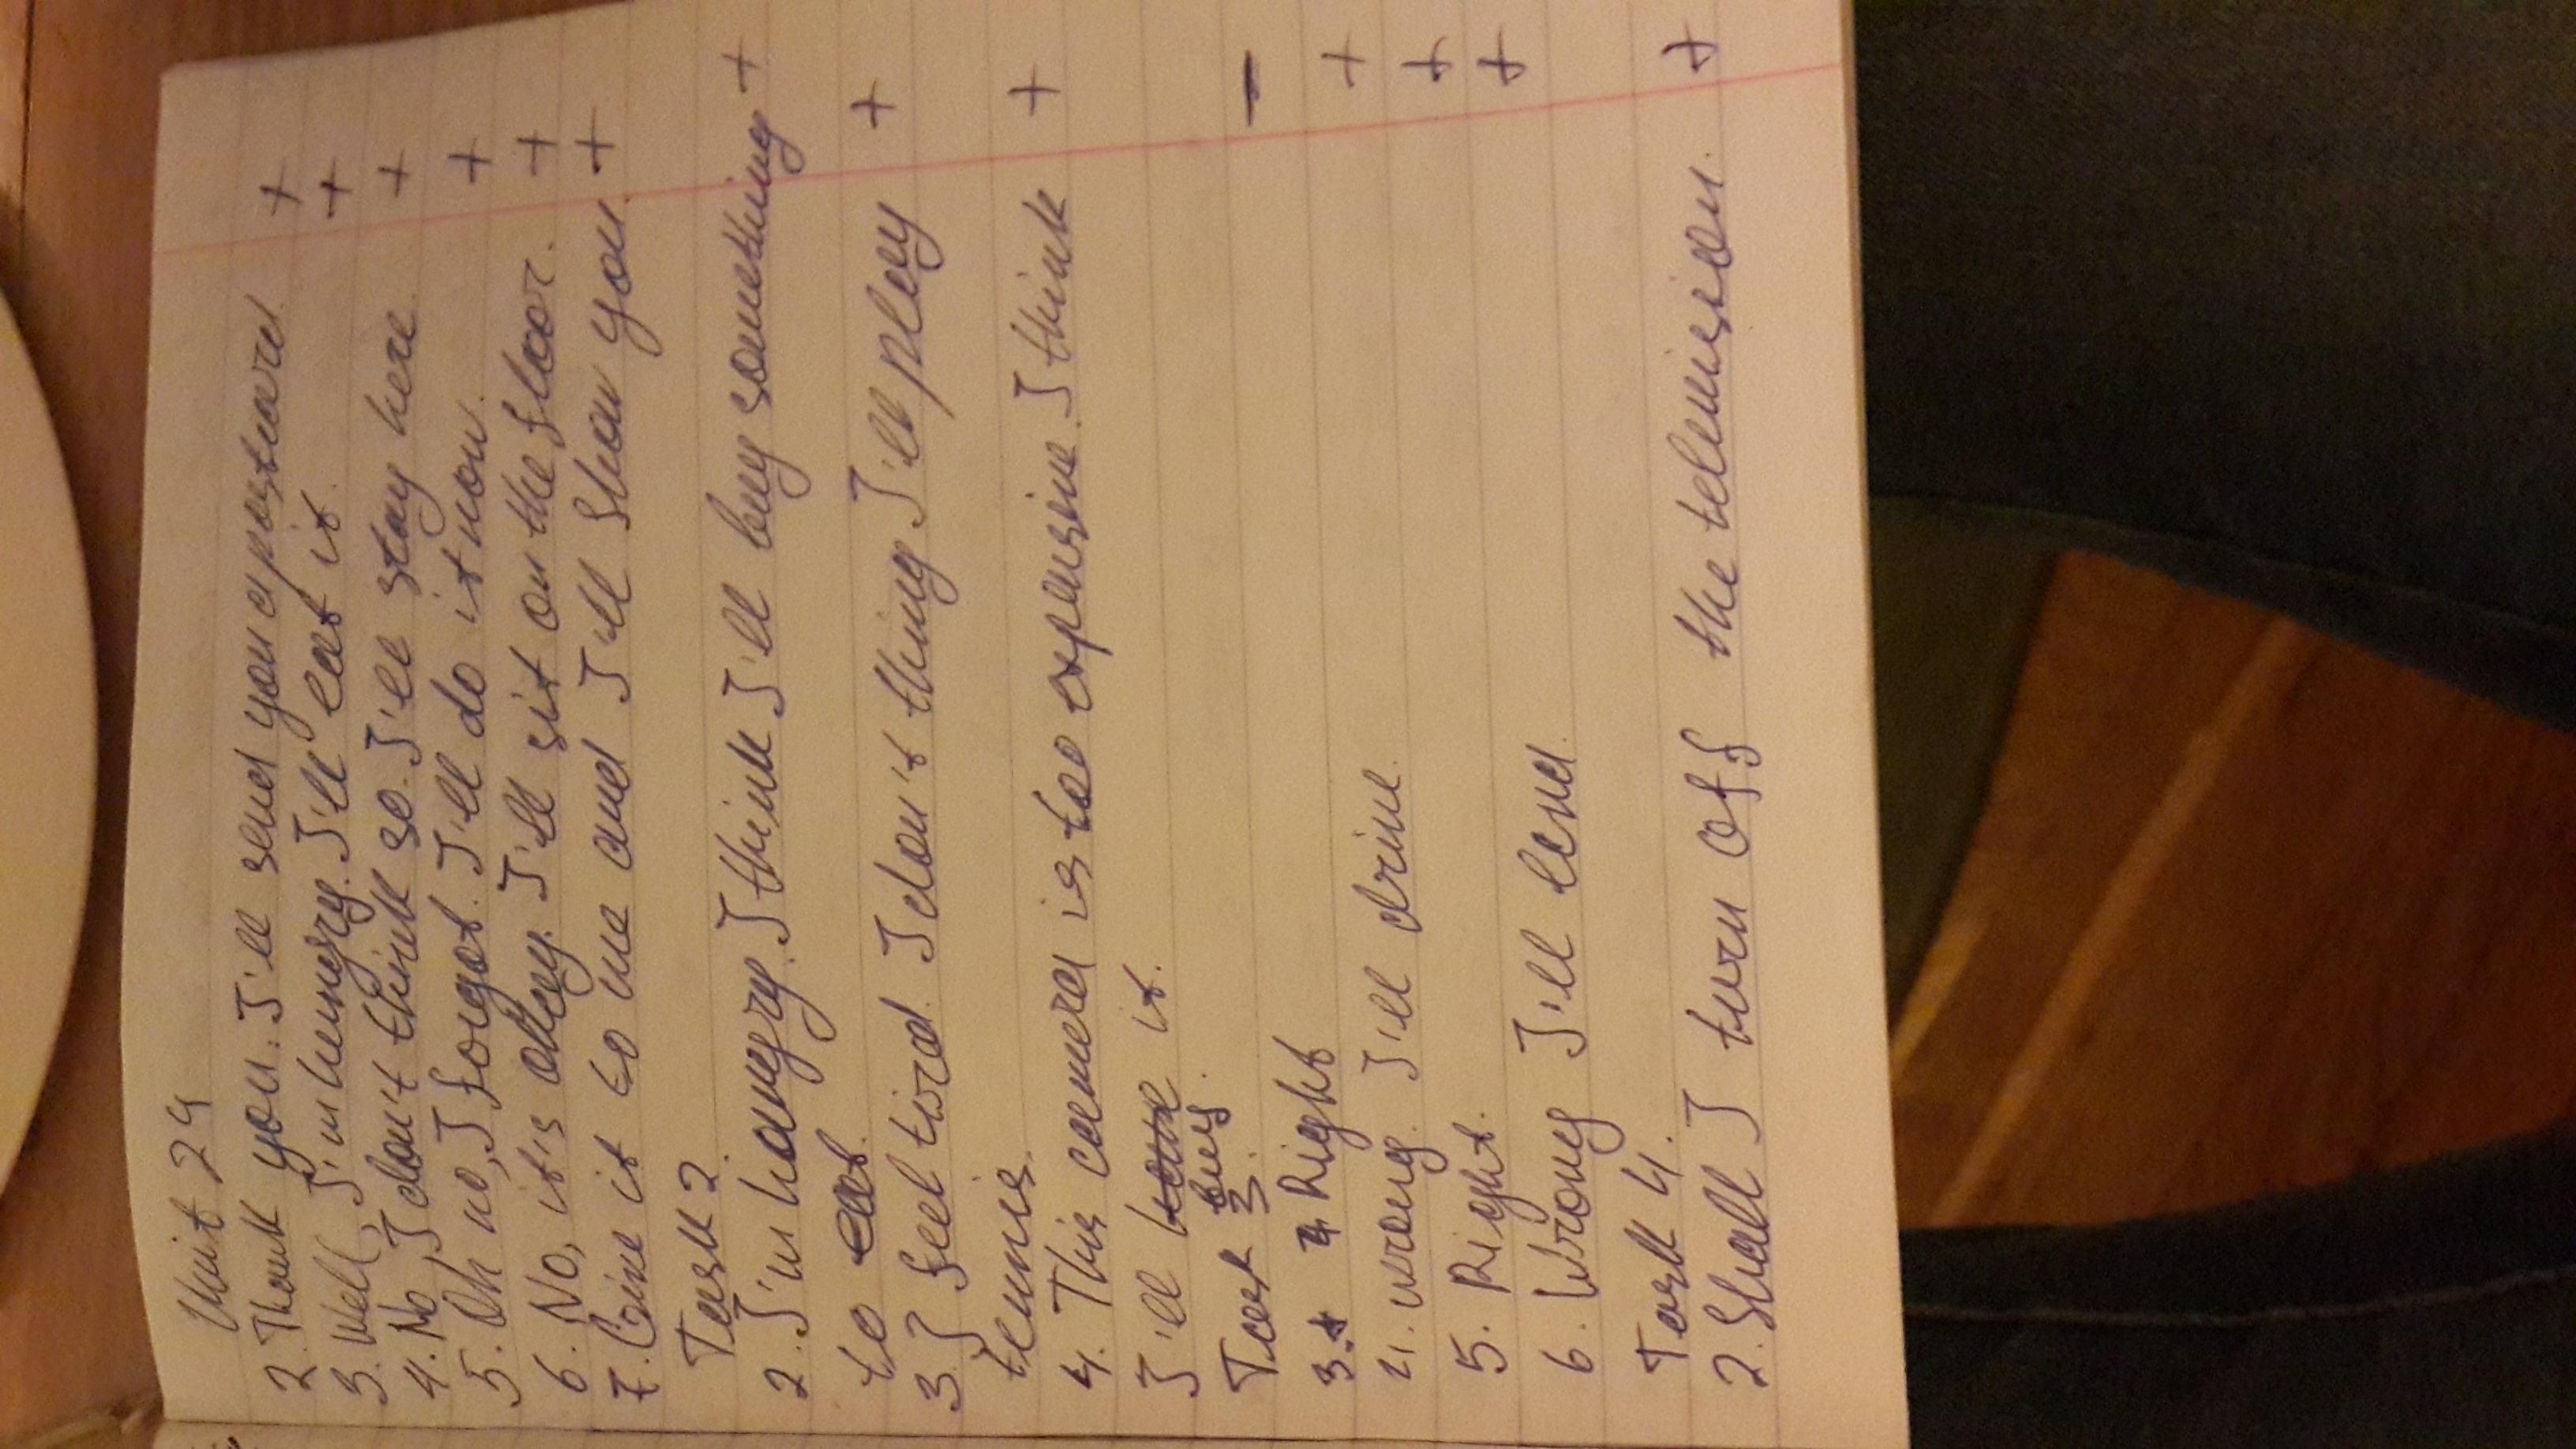 Unit 29
2. Thank you. I'll send you a postcard. +
3. Well, I'm hungry. I'll eat it. +
4. No, I don't think so. I'll stay here. +
5. Oh no, I forgot. I'll do it now. +
6. No, it's okey. I'll sit on the floor. +
7. Give it to me and I'll show you. +
Task 2.
2. I'm hangry. I think I'll buy something +
to eat.
3. I feel tired. I don't thing I'll play +
tennis.
4. This camera is too expensive. I think +
I'll it.
buy
Task 3. -
3. Right +
4. wrong. I'll drive. +
5. Right. +
6. Wrong I'll lend.
Task 4.
2. Shall I turn off the television. +